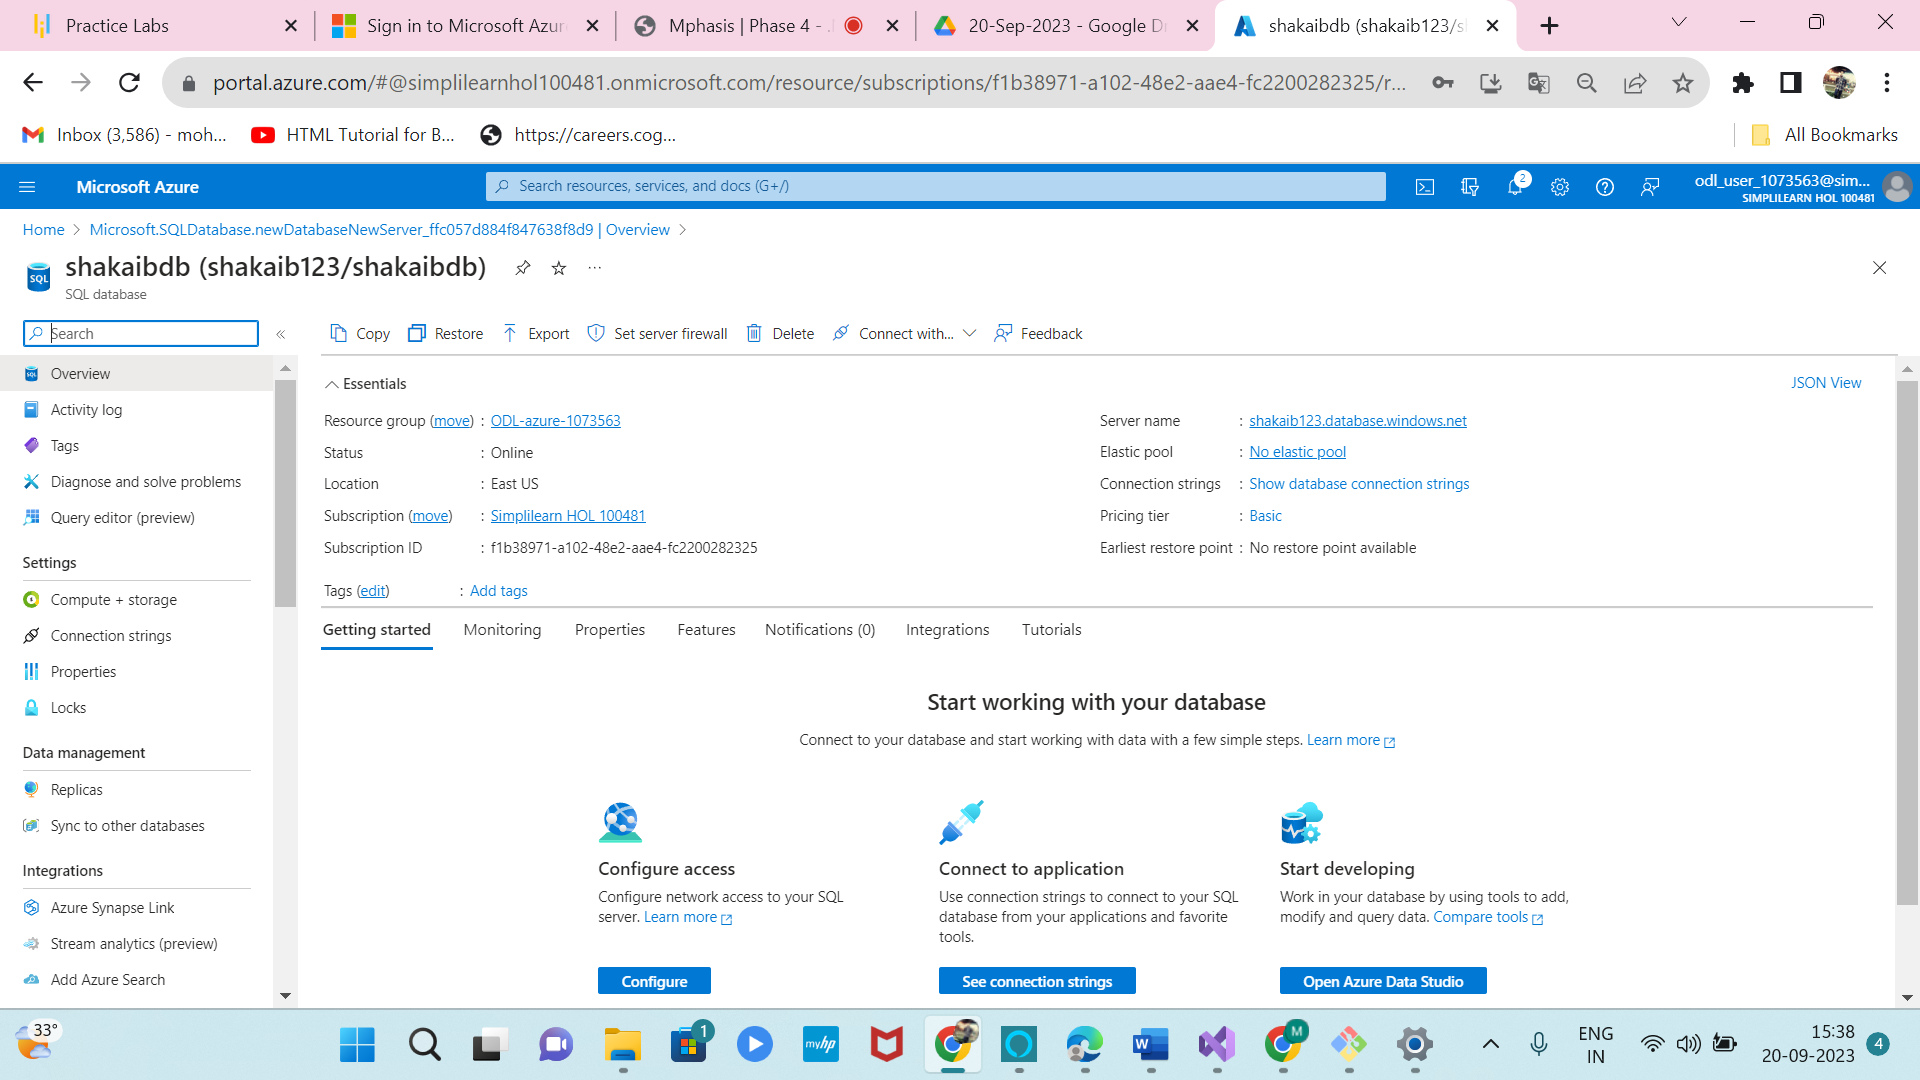 Practice Labs
Sign in to Microsoft Azur
Mphasis | Phase 4 - .
20-Sep-2023 - Google Dr
shakaibdb (shakaib123/sh
portal.azure.com/#@simplilearnhol100481.onmicrosoft.com/resource/subscriptions/f1b38971-a102-48e2-aae4-fc2200282325/r...
Inbox (3,586) - moh...
HTML Tutorial for B...
https://careers.cog...
All Bookmarks
Microsoft Azure
Search resources, services, and docs (G+/)
2
odl_user_1073563@sim...
SIMPLILEARN HOL 100481
Home > Microsoft.SQLDatabase.newDatabaseNewServer_ffc057d884f847638f8d9 | Overview >
SQL
shakaibdb (shakaib123/shakaibdb)
...
SQL database
Search
«
Copy
Restore
Export
Set server firewall
Delete
Connect with...
Feedback
Overview
Activity log
Tags
Diagnose and solve problems
Query editor (preview)
Settings
Compute + storage
Connection strings
Properties
Locks
Data management
Replicas
Sync to other databases
Integrations
Azure Synapse Link
Stream analytics (preview)
Add Azure Search
Essentials
JSON View
Resource group (move) : ODL-azure-1073563
Status : Online
Location : East US
Subscription (move) : Simplilearn HOL 100481
Subscription ID : f1b38971-a102-48e2-aae4-fc2200282325
Tags (edit) : Add tags
Server name : shakaib123.database.windows.net
Elastic pool : No elastic pool
Connection strings : Show database connection strings
Pricing tier : Basic
Earliest restore point : No restore point available
Getting started
Monitoring
Properties
Features
Notifications (0)
Integrations
Tutorials
Start working with your database
Connect to your database and start working with data with a few simple steps. Learn more
Configure access
Configure network access to your SQL
server. Learn more
Configure
Connect to application
Use connection strings to connect to your SQL
database from your applications and favorite
tools.
See connection strings
Start developing
Work in your database by using tools to add,
modify and query data. Compare tools
Open Azure Data Studio
33°
1
myhp
W
M
ENG
IN
15:38
20-09-2023
4